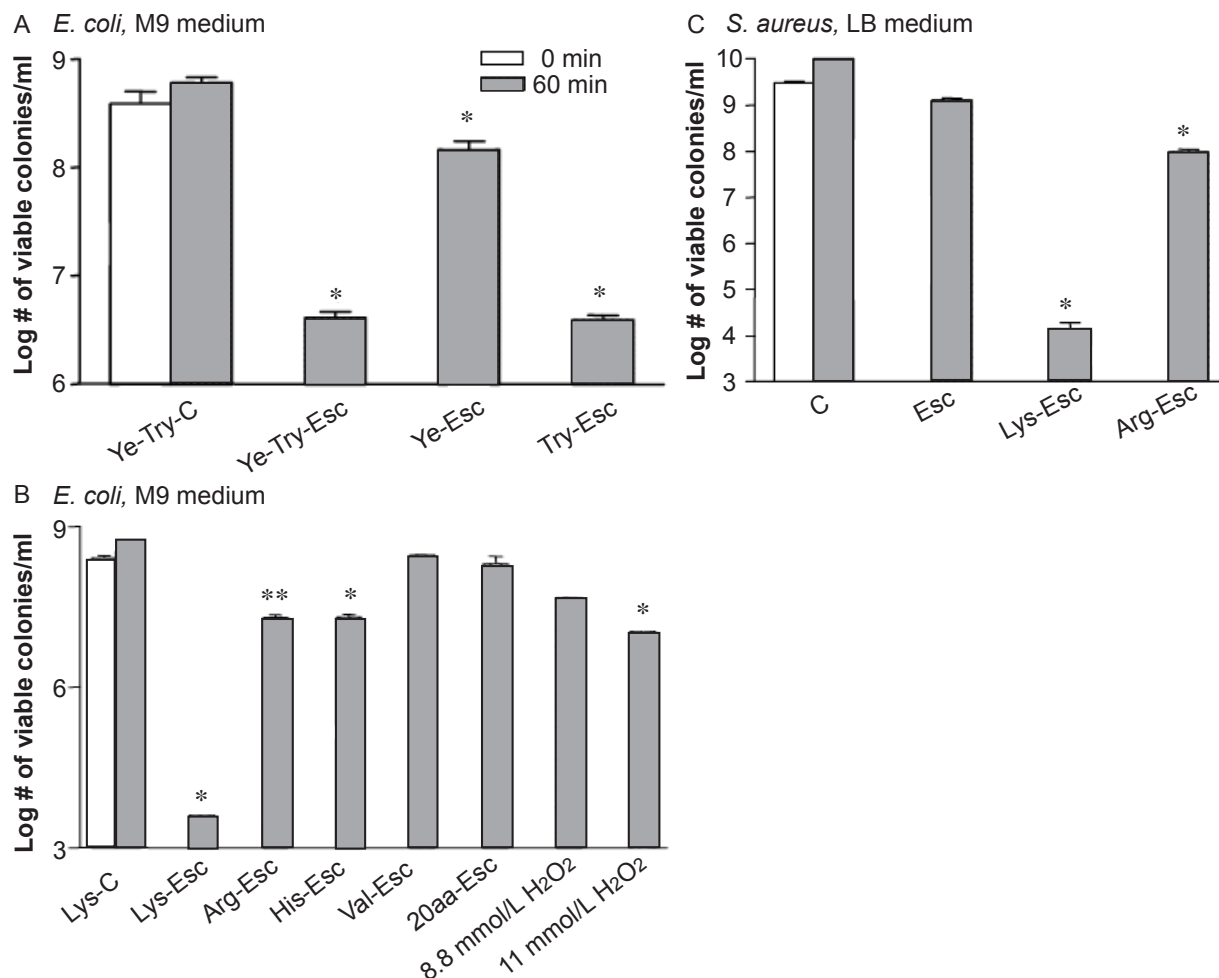 A E. coli, M9 medium
0 min
60 min
Log # of viable colonies/ml
9
8
7
6
*
*
*
Ye-Try-C
Ye-Try-Esc
Ye-Esc
Try-Esc
C S. aureus, LB medium
Log # of viable colonies/ml
10
9
8
7
6
5
4
3
*
*
C
Esc
Lys-Esc
Arg-Esc
B E. coli, M9 medium
Log # of viable colonies/ml
9
6
3
*
**
*
*
Lys-C
Lys-Esc
Arg-Esc
His-Esc
Val-Esc
20aa-Esc
8.8 mmol/L H2O2
11 mmol/L H2O2